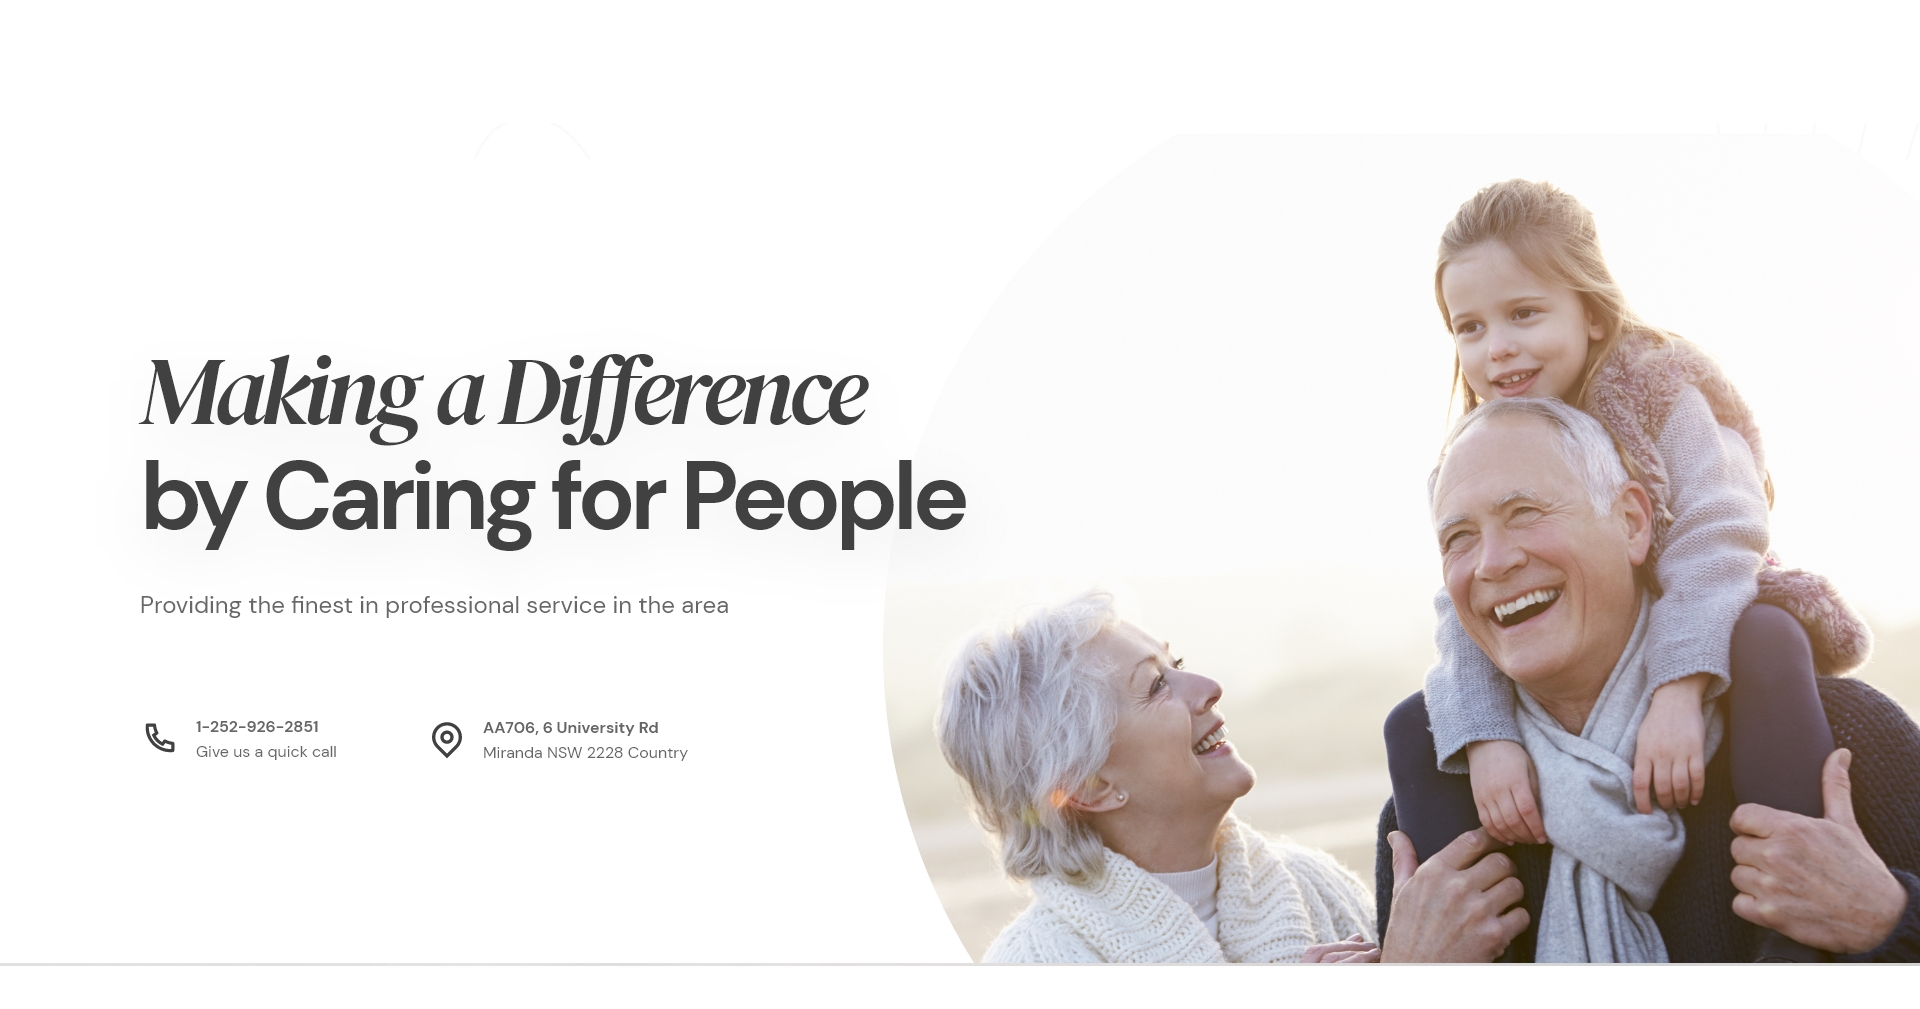 Making a Difference
by Caring for People
Providing the finest in professional service in the area
1-252-926-2851
Give us a quick call
AA706, 6 University Rd
Miranda NSW 2228 Country